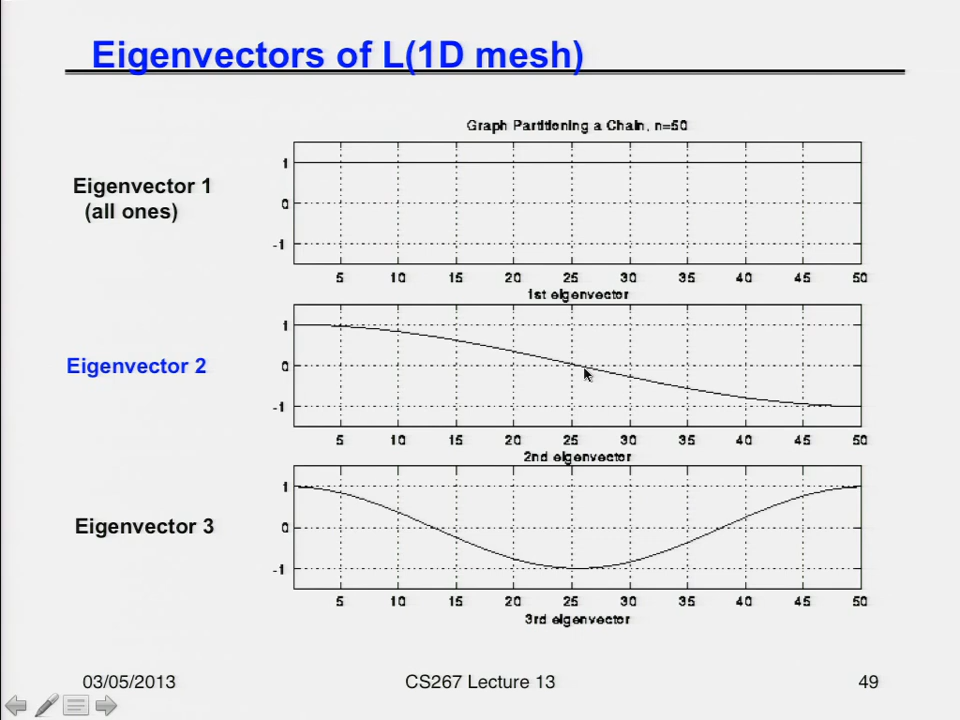 Eigenvectors of L(1D mesh)
Graph Partitioning a Chain, n=50
Eigenvector 1
(all ones)
1
0
-1
5 10 15 20 25 30 35 40 45 50
1st eigenvector
Eigenvector 2
1
0
-1
5 10 15 20 25 30 35 40 45 50
2nd eigenvector
Eigenvector 3
1
0
-1
5 10 15 20 25 30 35 40 45 50
3rd eigenvector
03/05/2013 CS267 Lecture 13 49